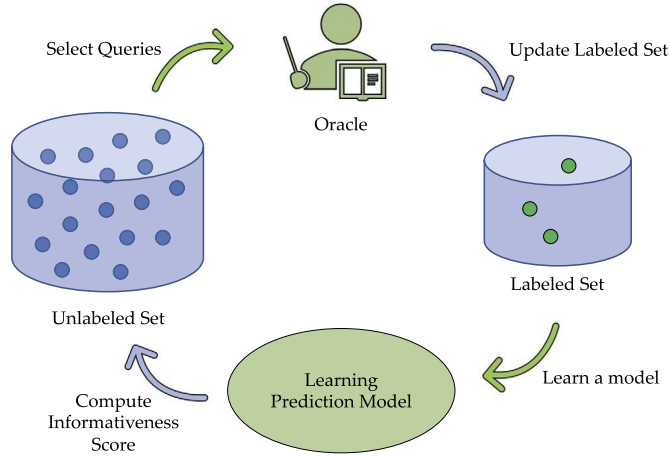 Select Queries
Update Labeled Set
Oracle
Labeled Set
Unlabeled Set
Learning
Prediction Model
Learn a model
Compute
Informativeness
Score